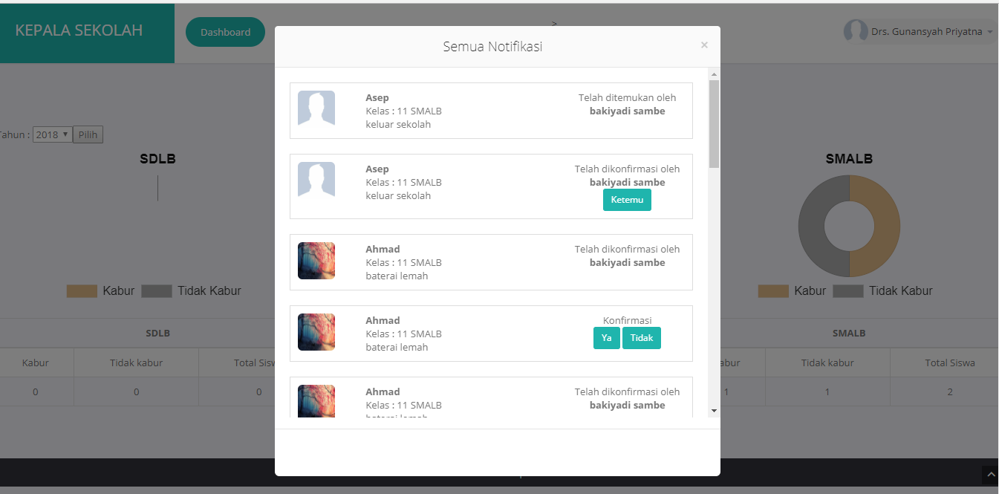 KEPALA SEKOLAH
Dashboard
>
Drs. Gunansyah Priyatna
Semua Notifikasi
×
Asep
Kelas : 11 SMALB
keluar sekolah
Telah ditemukan oleh
bakiyadi sambe
Asep
Kelas : 11 SMALB
keluar sekolah
Telah dikonfirmasi oleh
bakiyadi sambe
Ketemu
Ahmad
Kelas : 11 SMALB
baterai lemah
Telah dikonfirmasi oleh
bakiyadi sambe
Ahmad
Kelas : 11 SMALB
baterai lemah
Konfirmasi
Ya Tidak
Ahmad
Kelas : 11 SMALB
baterai lemah
Telah dikonfirmasi oleh
bakiyadi sambe
Tahun : 2018 Pilih
SDLB
Kabur Tidak Kabur
SDLB
Kabur Tidak kabur Total Sisw
0 0 0
SMALB
Kabur Tidak Kabur
SMALB
abur Tidak kabur Total Siswa
1 1 2